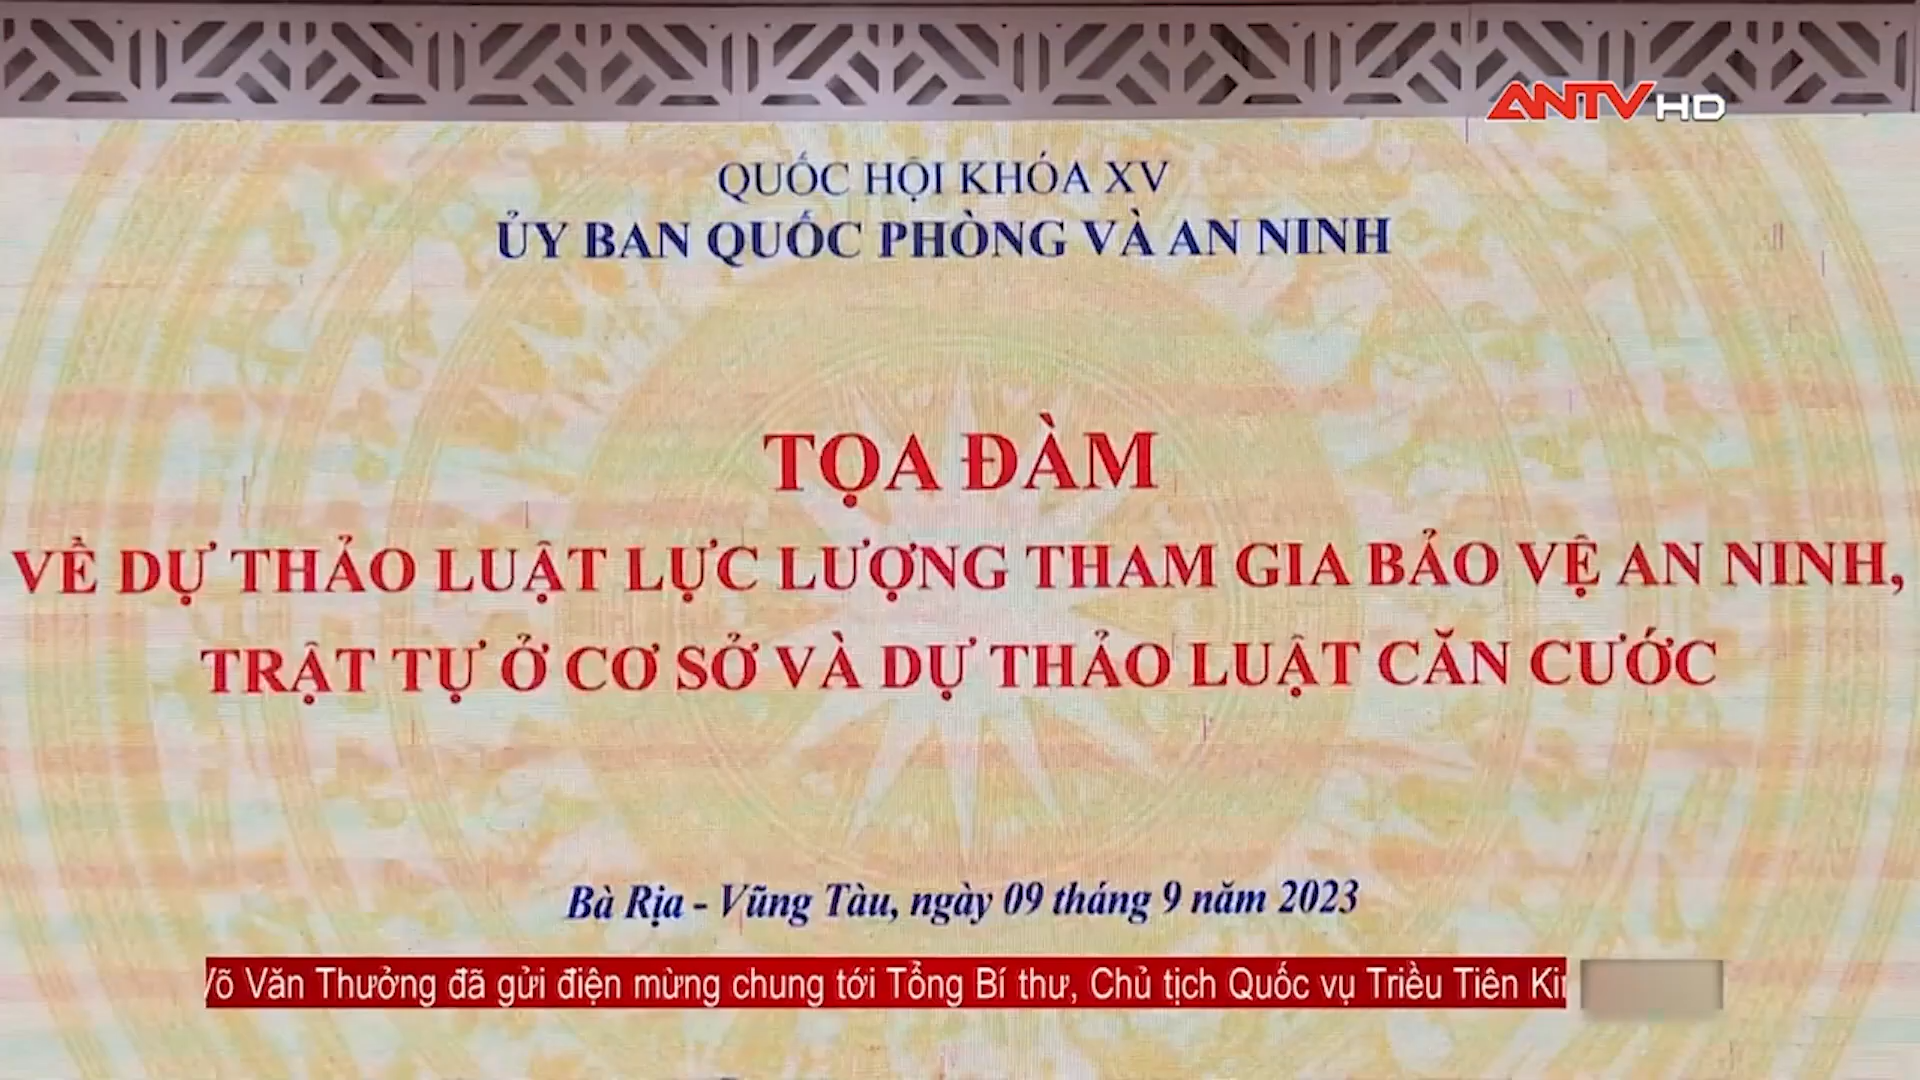 ANTV HD
QUỐC HỘI KHÓA XV
ỦY BAN QUỐC PHÒNG VÀ AN NINH
TỌA ĐÀM
VỀ DỰ THẢO LUẬT LỰC LƯỢNG THAM GIA BẢO VỆ AN NINH,
TRẬT TỰ Ở CƠ SỞ VÀ DỰ THẢO LUẬT CĂN CƯỚC
Bà Rịa - Vũng Tàu, ngày 09 tháng 9 năm 2023
Võ Văn Thưởng đã gửi điện mừng chung tới Tổng Bí thư, Chủ tịch Quốc vụ Triều Tiên